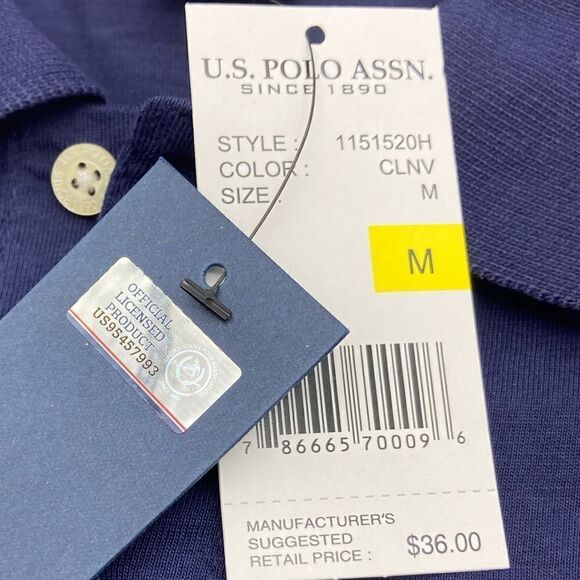 U.S. POLO ASSN.
SINCE 1890
STYLE : 1151520H
COLOR : CLNV
SIZE : M
M
OFFICIAL
LICENSED
PRODUCT
US95457993
7 86665 70009 6
MANUFACTURER'S
SUGGESTED
RETAIL PRICE : $36.00